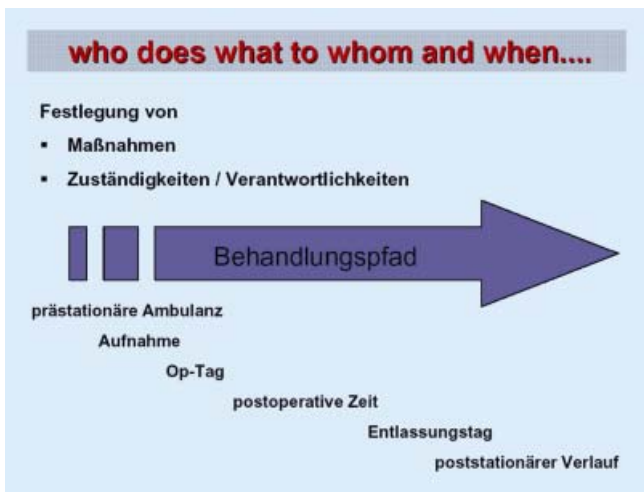 who does what to whom and when....
Festlegung von
▪ Maßnahmen
▪ Zuständigkeiten / Verantwortlichkeiten
Behandlungspfad
prästationäre Ambulanz
Aufnahme
Op-Tag
postoperative Zeit
Entlassungstag
poststationärer Verlauf